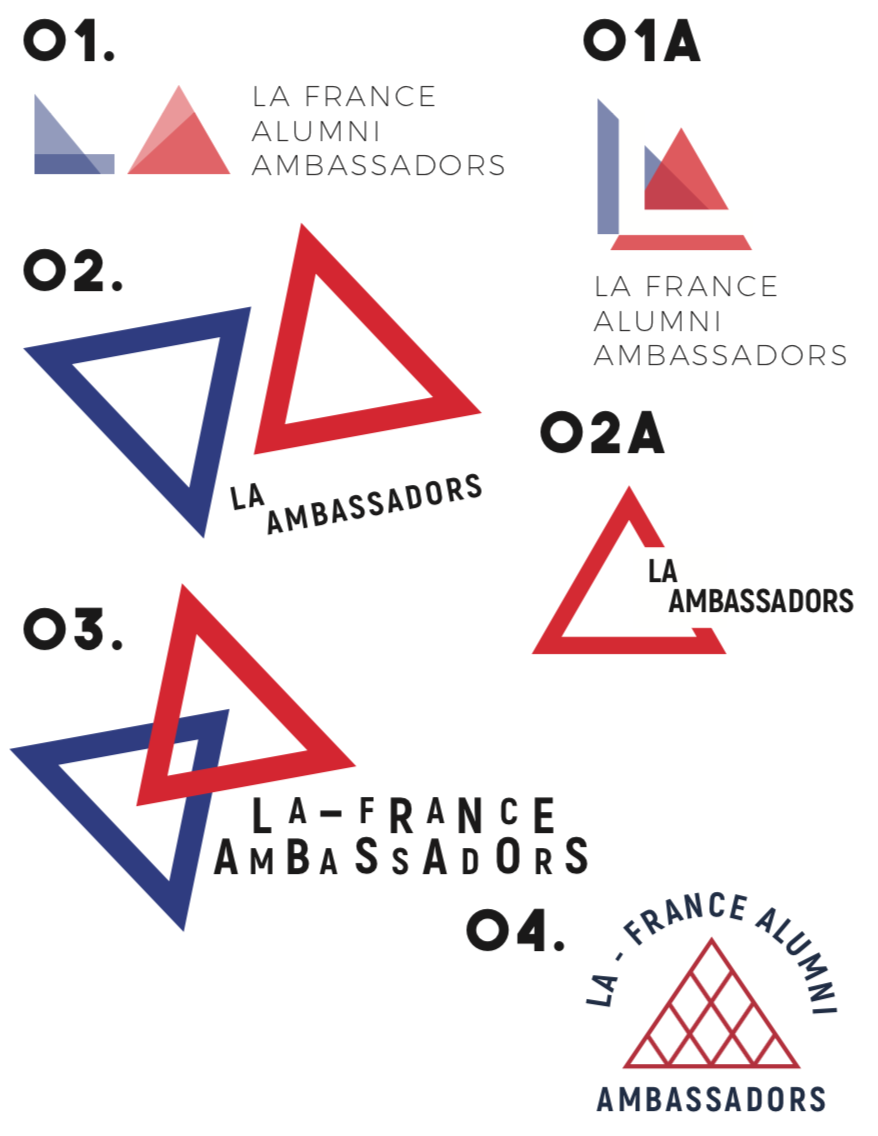 01.
LA FRANCE
ALUMNI
AMBASSADORS
01A
LA FRANCE
ALUMNI
AMBASSADORS
02.
LA
AMBASSADORS
02A
LA
AMBASSADORS
03.
LA-FRANCE
AMBASSADORS
04.
LA - FRANCE ALUMNI
AMBASSADORS